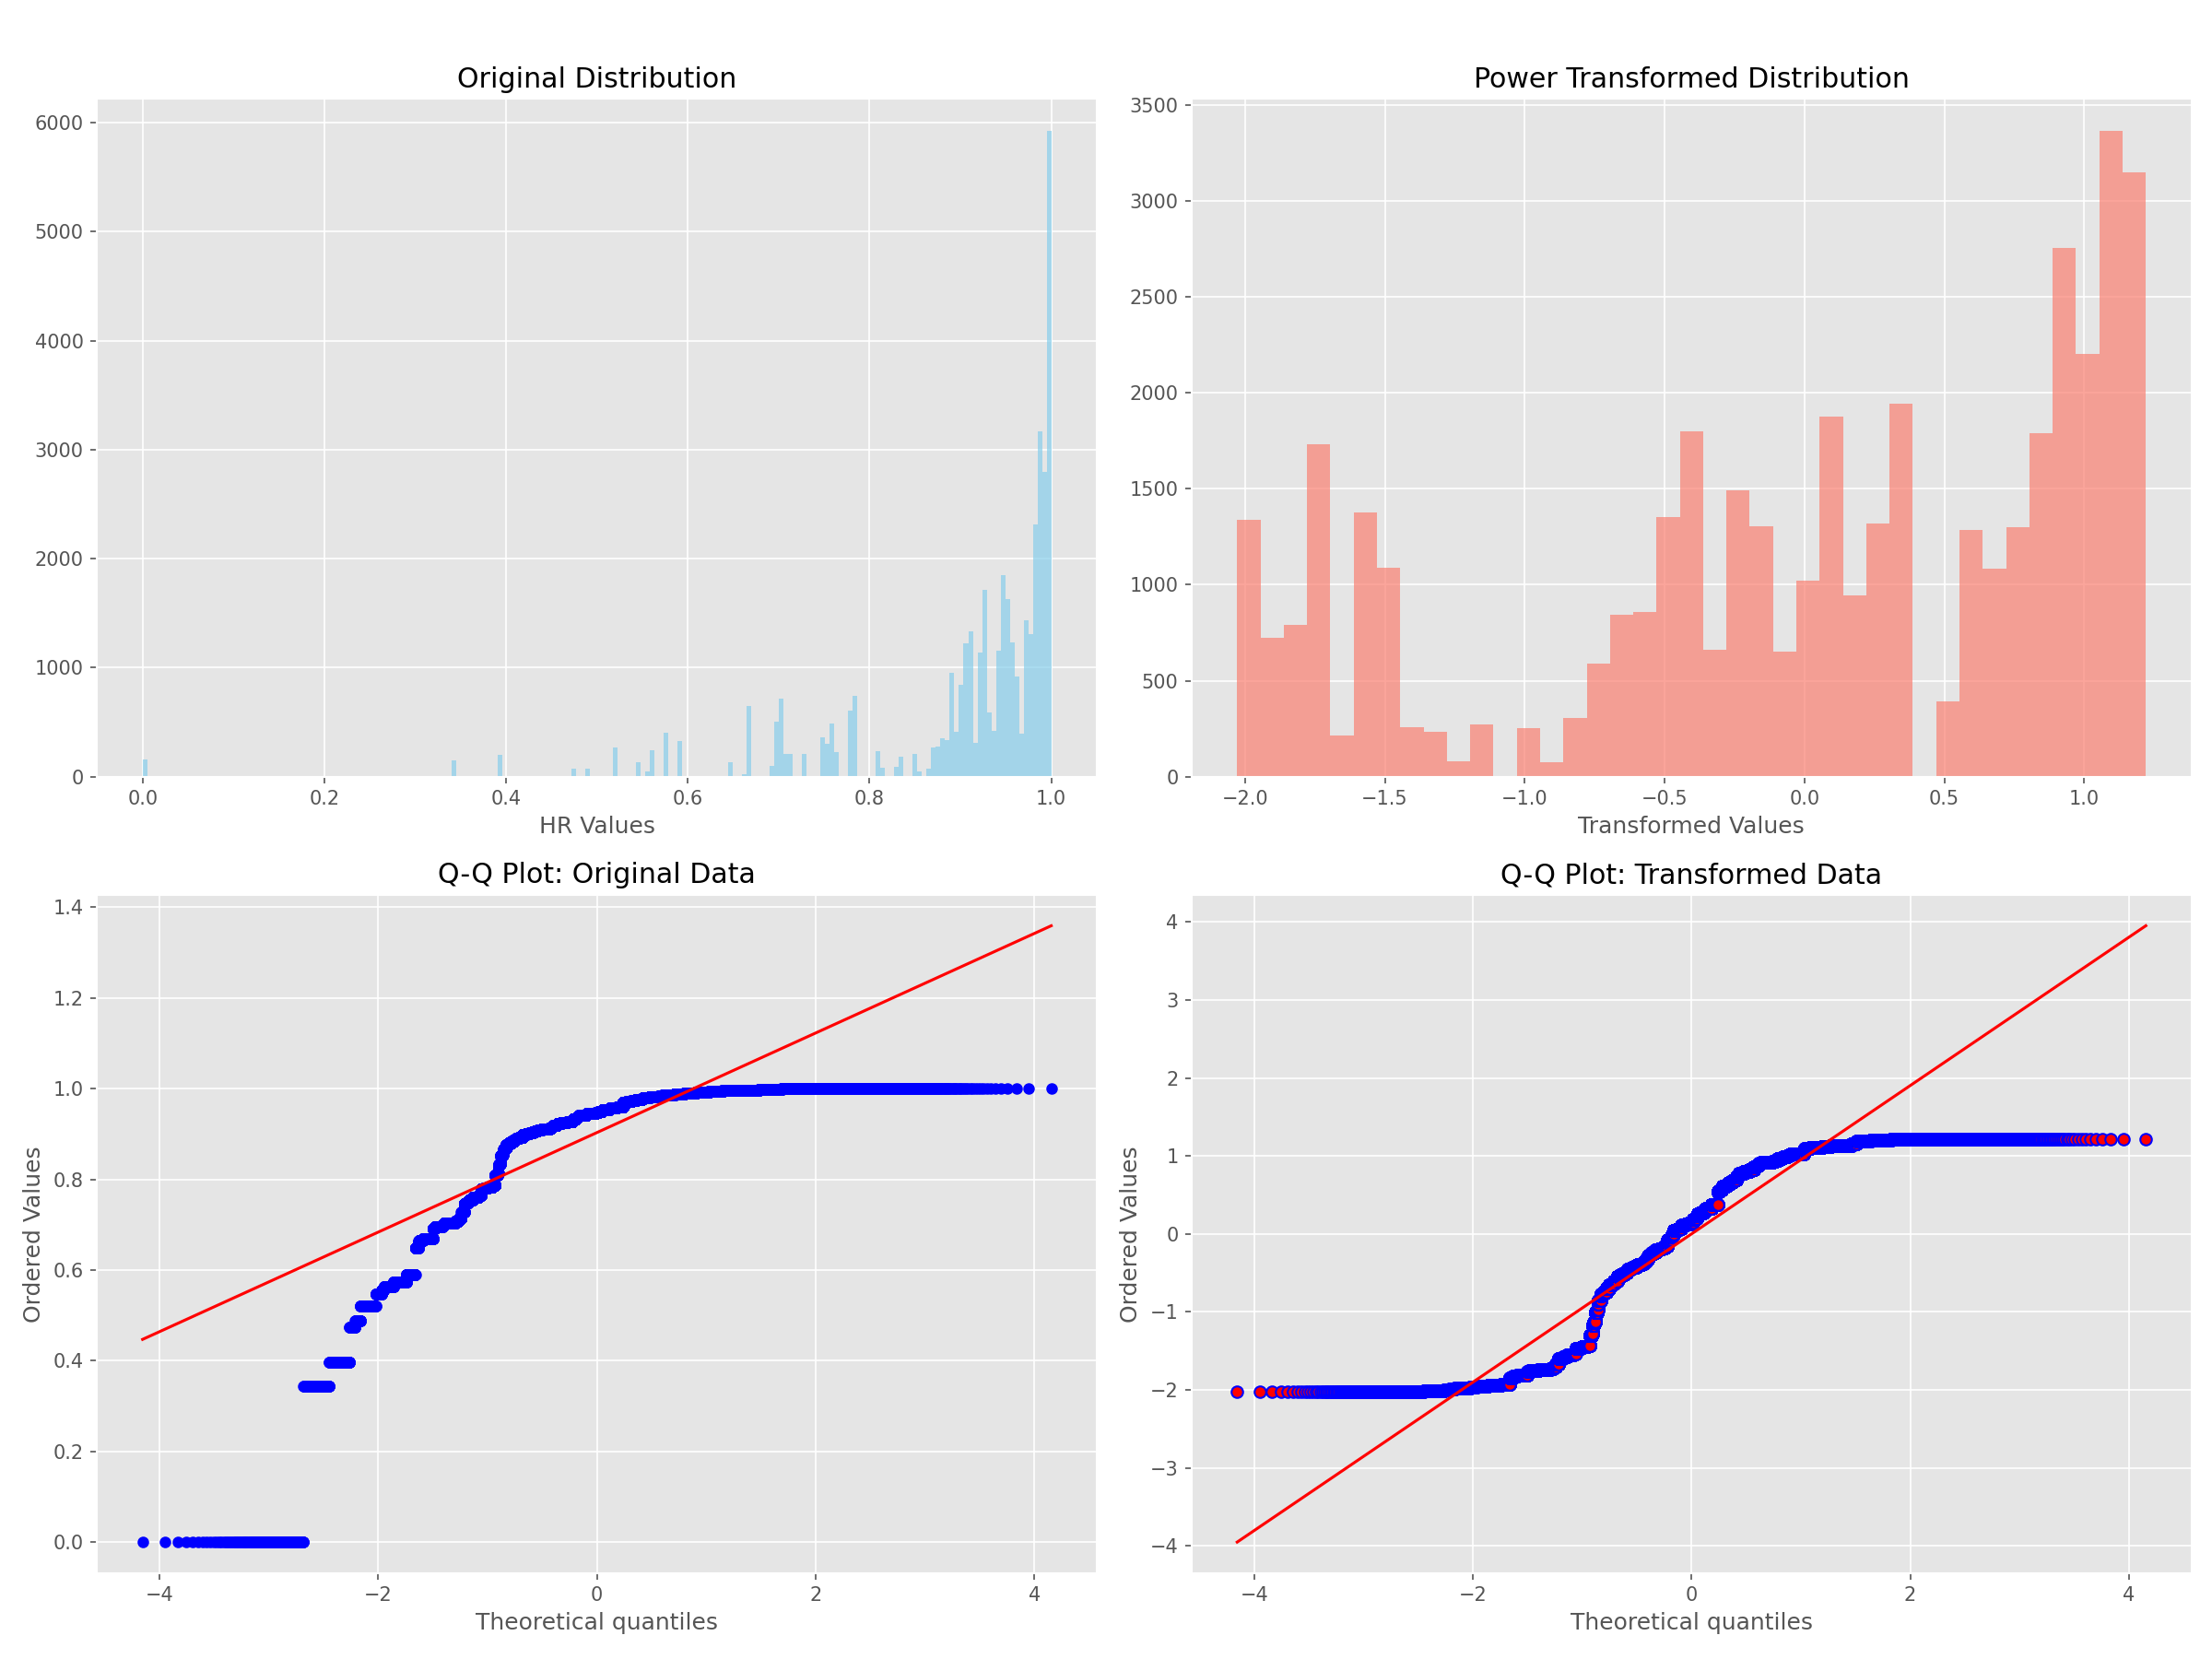 Original Distribution
6000
5000
4000
3000
2000
1000
0
0.0 0.2 0.4 0.6 0.8 1.0
HR Values
Power Transformed Distribution
3500
3000
2500
2000
1500
1000
500
0
−2.0 −1.5 −1.0 −0.5 0.0 0.5 1.0
Transformed Values
Q-Q Plot: Original Data
Ordered Values
1.4
1.2
1.0
0.8
0.6
0.4
0.2
0.0
−4 −2 0 2 4
Theoretical quantiles
Q-Q Plot: Transformed Data
Ordered Values
4
3
2
1
0
−1
−2
−3
−4
−4 −2 0 2 4
Theoretical quantiles